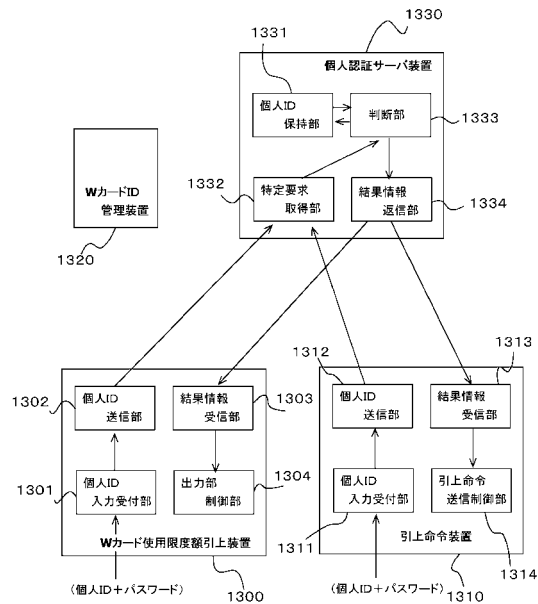 1330
1331
個人認証サーバ装置
個人ID
保持部
判断部
1333
WカードID
管理装置
1320
1332
特定要求
取得部
結果情報
返信部
1334
1312
1313
1302
個人ID
送信部
結果情報
受信部
1303
個人ID
送信部
結果情報
受信部
1301
個人ID
入力受付部
出力部
制御部
1304
個人ID
入力受付部
引上命令
送信制御部
1311
Wカード使用限度額引上装置
引上命令装置
1314
(個人ID+パスワード)
1300
(個人ID+パスワード)
1310